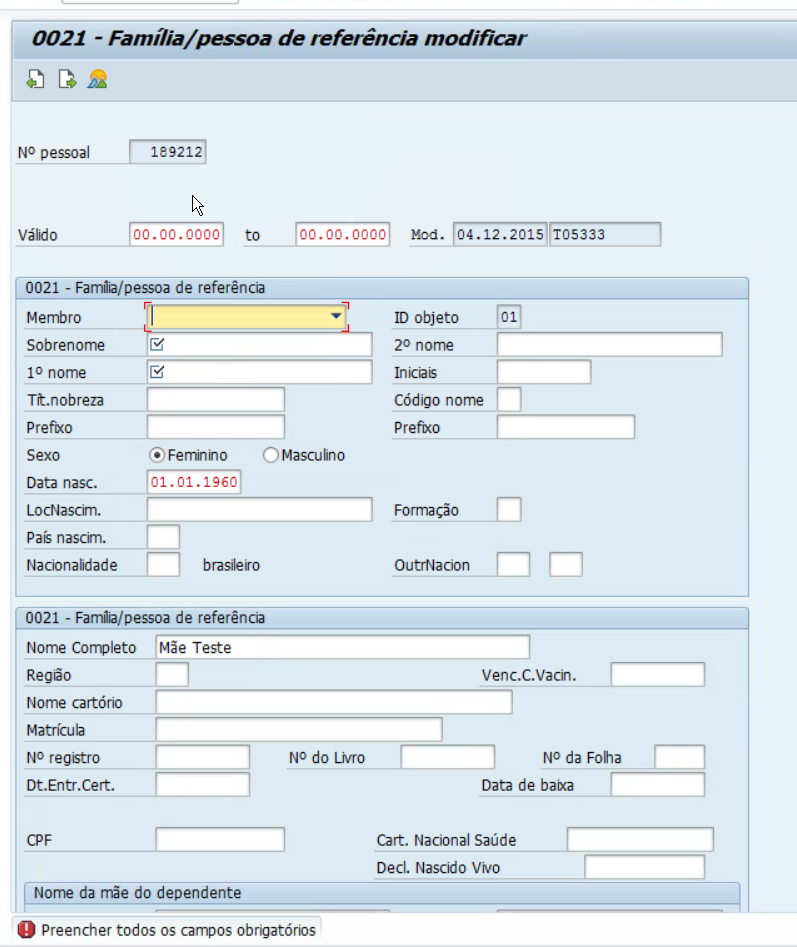 0021 - Família/pessoa de referência modificar
Nº pessoal 189212
Válido 00.00.0000 to 00.00.0000 Mod. 04.12.2015 T05333
0021 - Família/pessoa de referência
Membro ID objeto 01
Sobrenome 2º nome
1º nome Iniciais
Tít.nobreza Código nome
Prefixo Prefixo
Sexo Feminino Masculino
Data nasc. 01.01.1960
LocNascim. Formação
País nascim.
Nacionalidade brasileiro OutrNacion
0021 - Família/pessoa de referência
Nome Completo Mãe Teste
Região Venc.C.Vacin.
Nome cartório
Matrícula
Nº registro Nº do Livro Nº da Folha
Dt.Entr.Cert. Data de baixa
CPF Cart. Nacional Saúde
Decl. Nascido Vivo
Nome da mãe do dependente
Preencher todos os campos obrigatórios